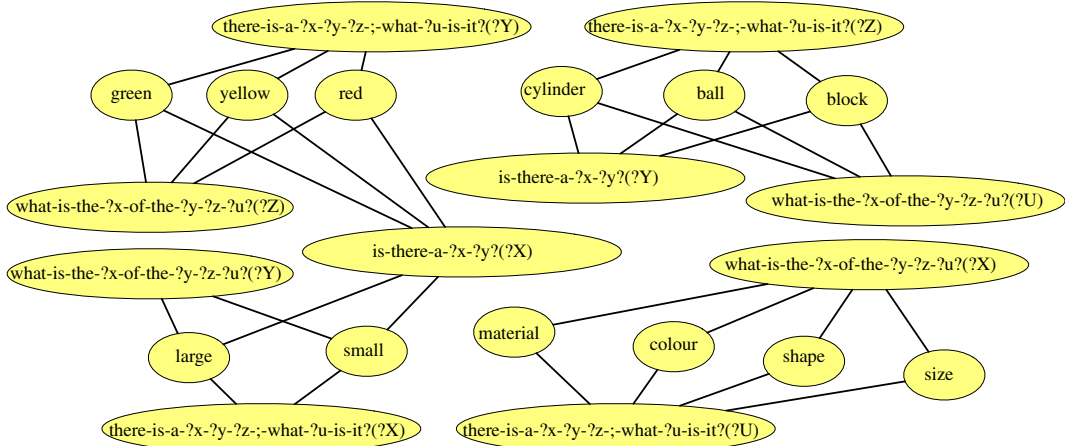 there-is-a-?x-?y-?z-;-what-?u-is-it?(?Y)
there-is-a-?x-?y-?z-;-what-?u-is-it?(?Z)
green
yellow
red
cylinder
ball
block
is-there-a-?x-?y?(?Y)
what-is-the-?x-of-the-?y-?z-?u?(?Z)
what-is-the-?x-of-the-?y-?z-?u?(?U)
is-there-a-?x-?y?(?X)
what-is-the-?x-of-the-?y-?z-?u?(?Y)
what-is-the-?x-of-the-?y-?z-?u?(?X)
large
small
material
colour
shape
size
there-is-a-?x-?y-?z-;-what-?u-is-it?(?X)
there-is-a-?x-?y-?z-;-what-?u-is-it?(?U)